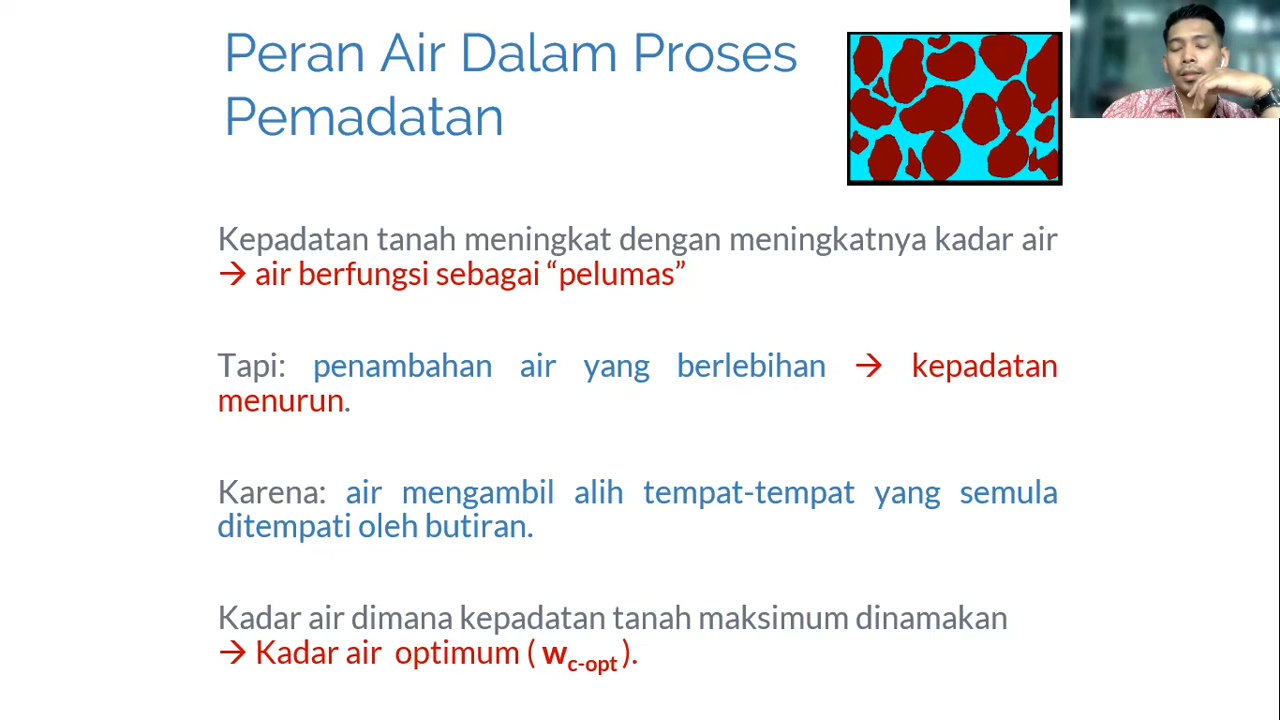 Peran Air Dalam Proses
Pemadatan
Kepadatan tanah meningkat dengan meningkatnya kadar air
→ air berfungsi sebagai “pelumas”
Tapi: penambahan air yang berlebihan → kepadatan
menurun.
Karena: air mengambil alih tempat-tempat yang semula
ditempati oleh butiran.
Kadar air dimana kepadatan tanah maksimum dinamakan
→ Kadar air optimum ( wc-opt ).